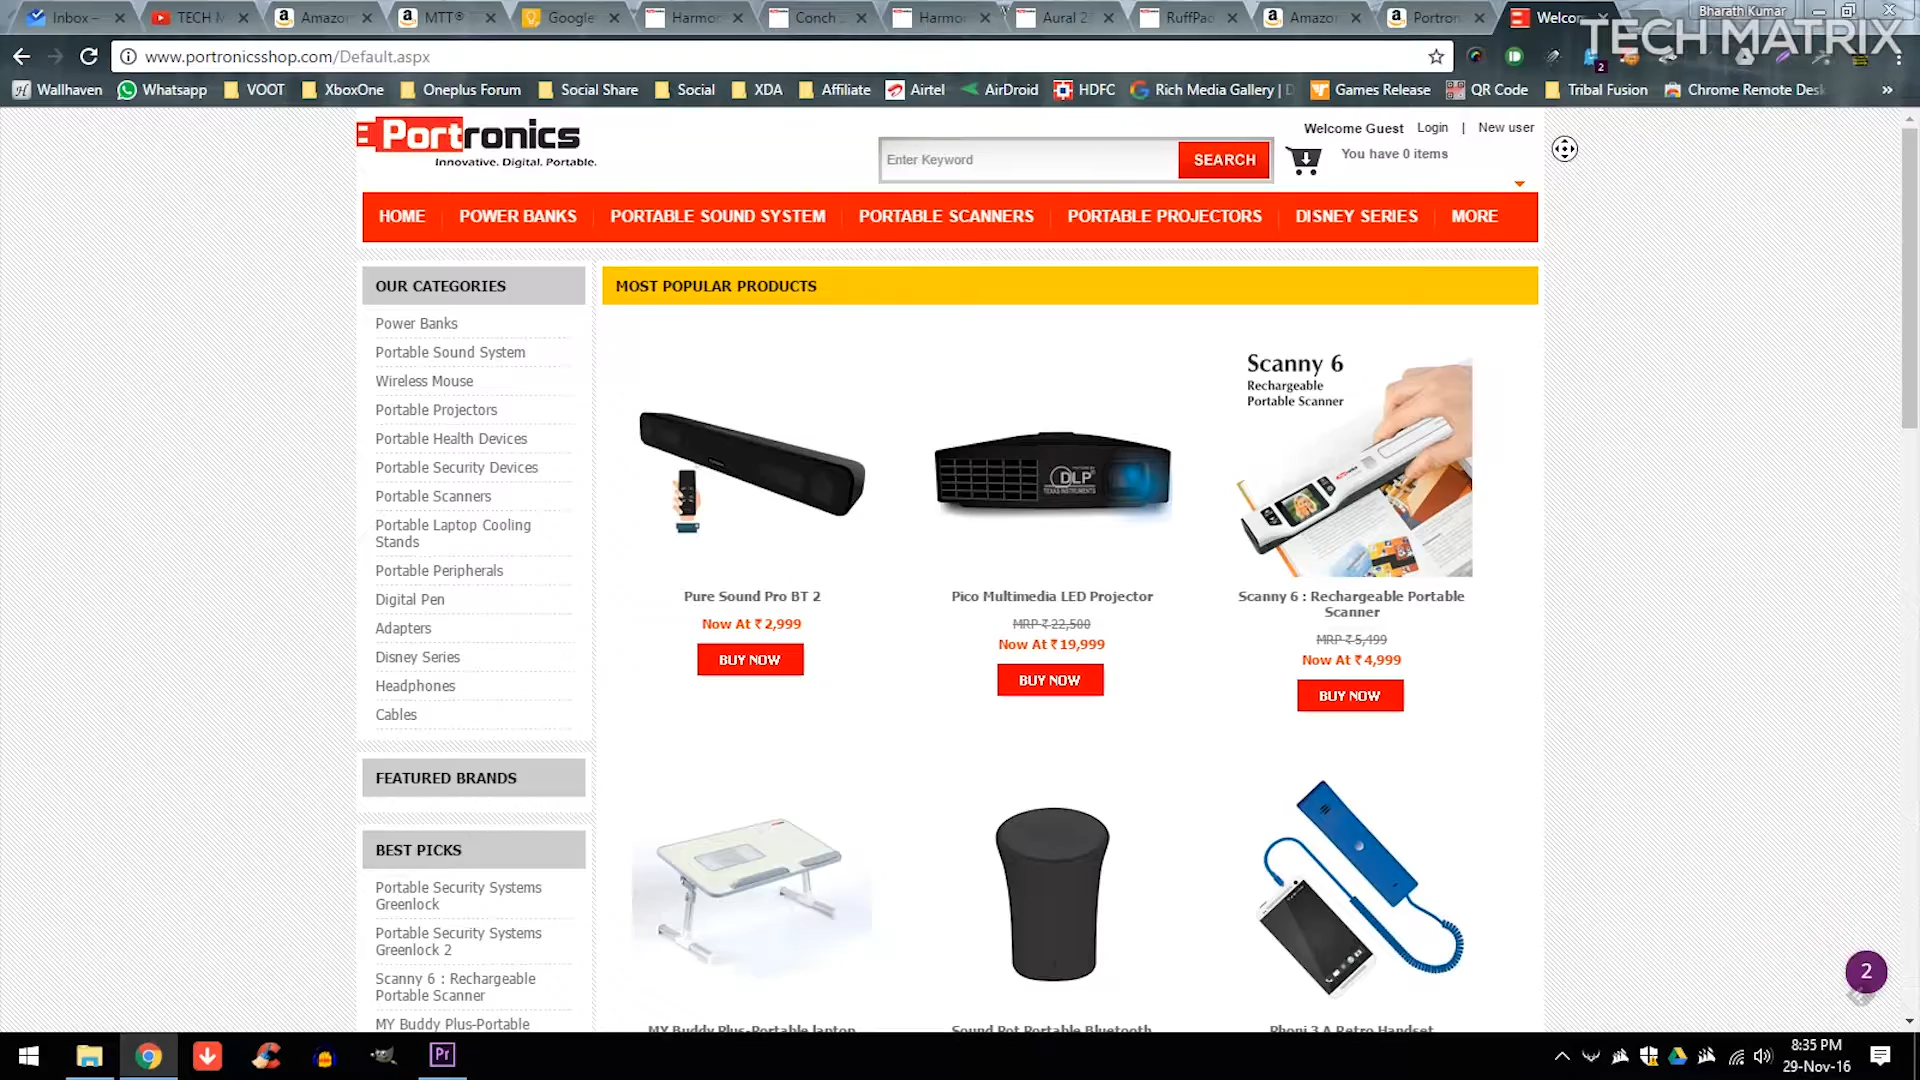 Inbox –
TECH M
Amazon
MTT®
Google
Harmon
Conch
Harmon
Aural 2
RuffPad
Amazon
Portron
Welcom
Bharath Kumar
TECH MATRIX
www.portronicsshop.com/Default.aspx
2
Wallhaven
Whatsapp
VOOT
XboxOne
Oneplus Forum
Social Share
Social
XDA
Affiliate
Airtel
AirDroid
HDFC
Rich Media Gallery |
Games Release
QR Code
Tribal Fusion
Chrome Remote Desk
»
Portronics
Innovative. Digital. Portable.
Enter Keyword
SEARCH
Welcome Guest
Login
|
New user
You have 0 items
HOME
POWER BANKS
PORTABLE SOUND SYSTEM
PORTABLE SCANNERS
PORTABLE PROJECTORS
DISNEY SERIES
MORE
OUR CATEGORIES
Power Banks
Portable Sound System
Wireless Mouse
Portable Projectors
Portable Health Devices
Portable Security Devices
Portable Scanners
Portable Laptop Cooling
Stands
Portable Peripherals
Digital Pen
Adapters
Disney Series
Headphones
Cables
FEATURED BRANDS
BEST PICKS
Portable Security Systems
Greenlock
Portable Security Systems
Greenlock 2
Scanny 6 : Rechargeable
Portable Scanner
MY Buddy Plus-Portable
MOST POPULAR PRODUCTS
Pure Sound Pro BT 2
Now At ₹ 2,999
BUY NOW
DLP
TEXAS INSTRUMENTS
Pico Multimedia LED Projector
MRP ₹ 22,500
Now At ₹ 19,999
BUY NOW
Scanny 6
Rechargeable
Portable Scanner
Scanny 6 : Rechargeable Portable
Scanner
MRP ₹ 5,499
Now At ₹ 4,999
BUY NOW
MY Buddy Plus-Portable laptop
Sound Pot Portable Bluetooth
Phoni 3 A Retro Handset
2
Pr
8:35 PM
29-Nov-16